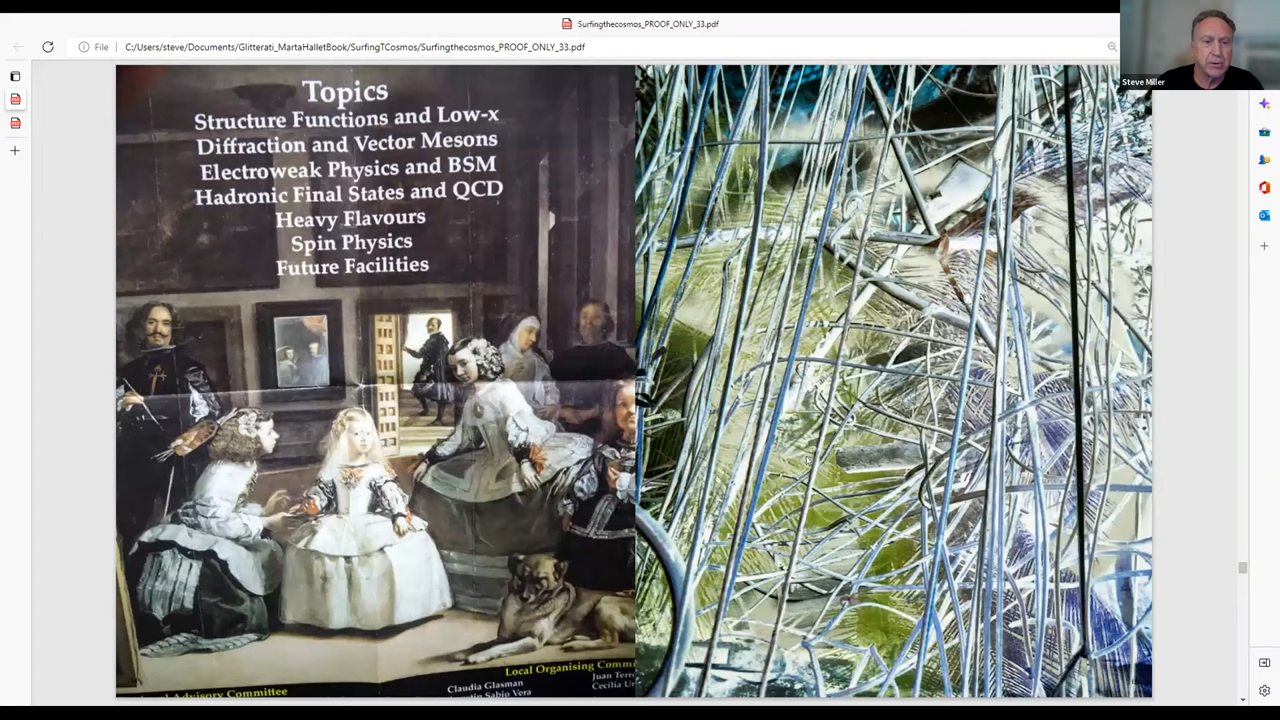 Surfingthecosmos_PROOF_ONLY_33.pdf
File
C:/Users/steve/Documents/Glitterati_MartaHalletBook/SurfingTCosmos/Surfingthecosmos_PROOF_ONLY_33.pdf
Steve Miller
Topics
Structure Functions and Low-x
Diffraction and Vector Mesons
Electroweak Physics and BSM
Hadronic Final States and QCD
Heavy Flavours
Spin Physics
Future Facilities
Local Organising
Advisory Committee
Claudia Glasman
Sabio Vera
Juan
Cecilia